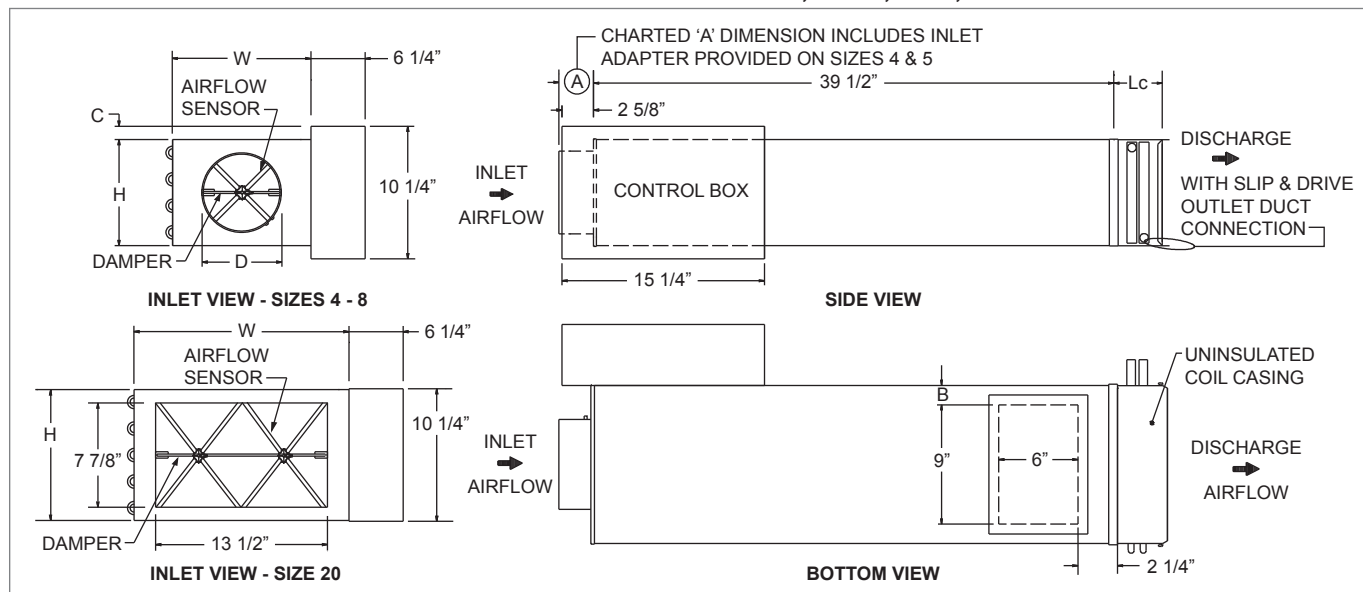 CHARTED ‘A’ DIMENSION INCLUDES INLET
ADAPTER PROVIDED ON SIZES 4 & 5
W
6 1/4”
AIRFLOW
SENSOR
C
H
10 1/4”
DAMPER
D
INLET VIEW - SIZES 4 - 8
A
39 1/2”
Lc
2 5/8”
INLET
AIRFLOW
CONTROL BOX
DISCHARGE
WITH SLIP & DRIVE
OUTLET DUCT
CONNECTION
15 1/4”
SIDE VIEW
W
6 1/4”
AIRFLOW
SENSOR
H
7 7/8”
10 1/4”
DAMPER
13 1/2”
INLET VIEW - SIZE 20
INLET
AIRFLOW
B
9”
6”
UNINSULATED
COIL CASING
DISCHARGE
AIRFLOW
2 1/4”
BOTTOM VIEW